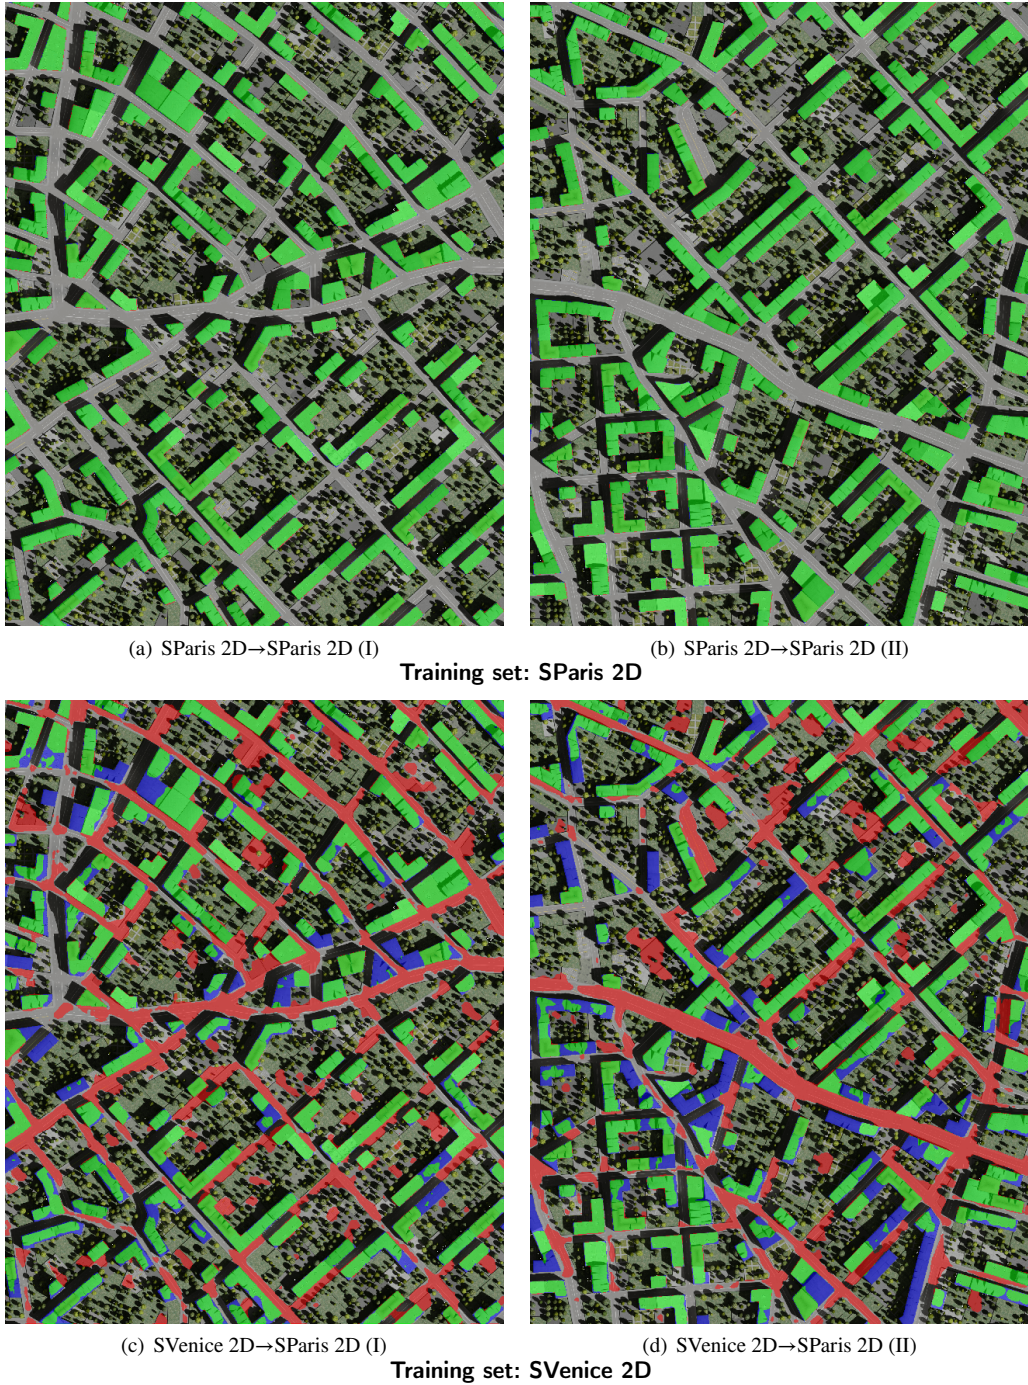 (a) SParis 2D→SParis 2D (I)
(b) SParis 2D→SParis 2D (II)
Training set: SParis 2D
(c) SVenice 2D→SParis 2D (I)
(d) SVenice 2D→SParis 2D (II)
Training set: SVenice 2D